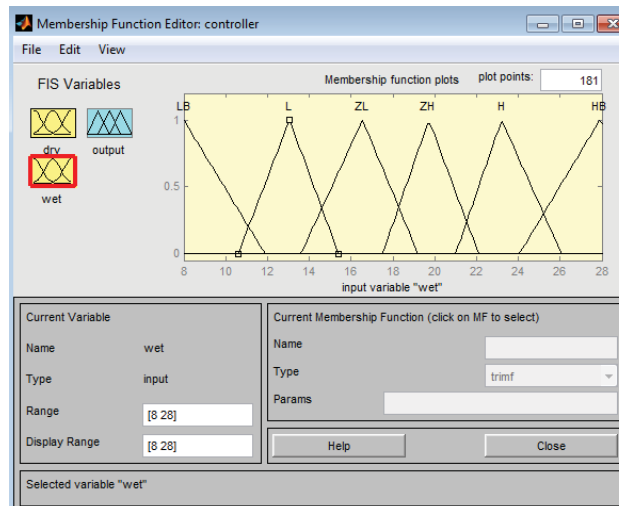 Membership Function Editor: controller
File Edit View
FIS Variables
Membership function plots
plot points:
181
dry
output
wet
LB L ZL ZH H HB
1
0.5
0
8 10 12 14 16 18 20 22 24 26 28
input variable "wet"
Current Variable
Name wet
Type input
Range [8 28]
Display Range [8 28]
Current Membership Function (click on MF to select)
Name
Type trimf
Params
Help Close
Selected variable "wet"